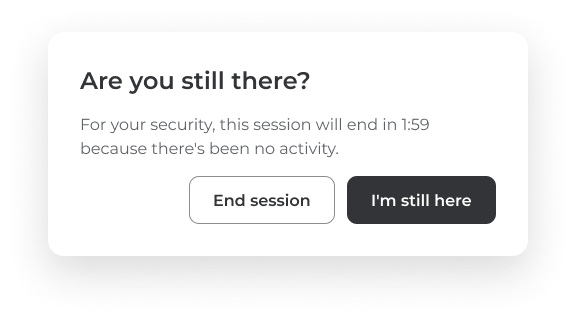 Are you still there?
For your security, this session will end in 1:59
because there's been no activity.
End session
I'm still here